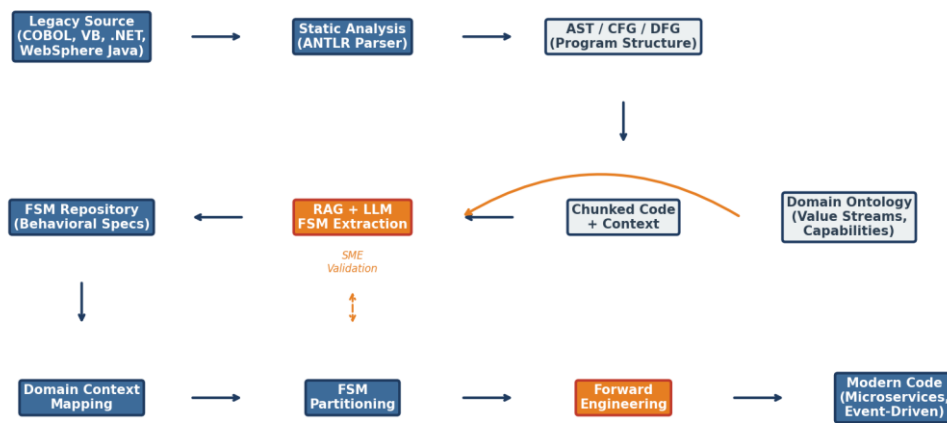 Legacy Source
(COBOL, VB, .NET,
WebSphere Java)
Static Analysis
(ANTLR Parser)
AST / CFG / DFG
(Program Structure)
FSM Repository
(Behavioral Specs)
RAG + LLM
FSM Extraction
Chunked Code
+ Context
Domain Ontology
(Value Streams,
Capabilities)
SME
Validation
Domain Context
Mapping
FSM
Partitioning
Forward
Engineering
Modern Code
(Microservices,
Event-Driven)